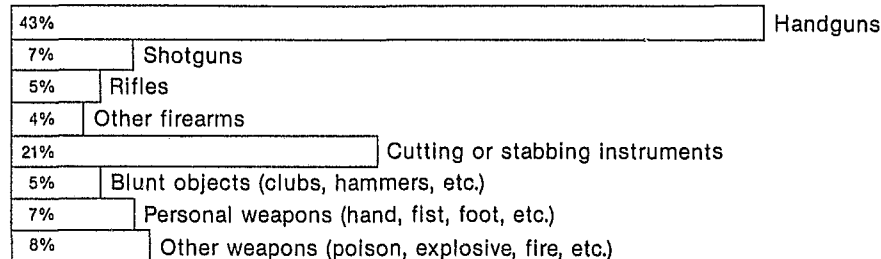 43% Handguns
7% Shotguns
5% Rifles
4% Other firearms
21% Cutting or stabbing instruments
5% Blunt objects (clubs, hammers, etc.)
7% Personal weapons (hand, fist, foot, etc.)
8% Other weapons (poison, explosive, fire, etc.)